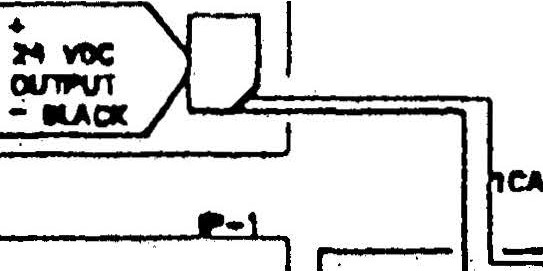 +
24 VDC
OUTPUT
- BLACK
P-1